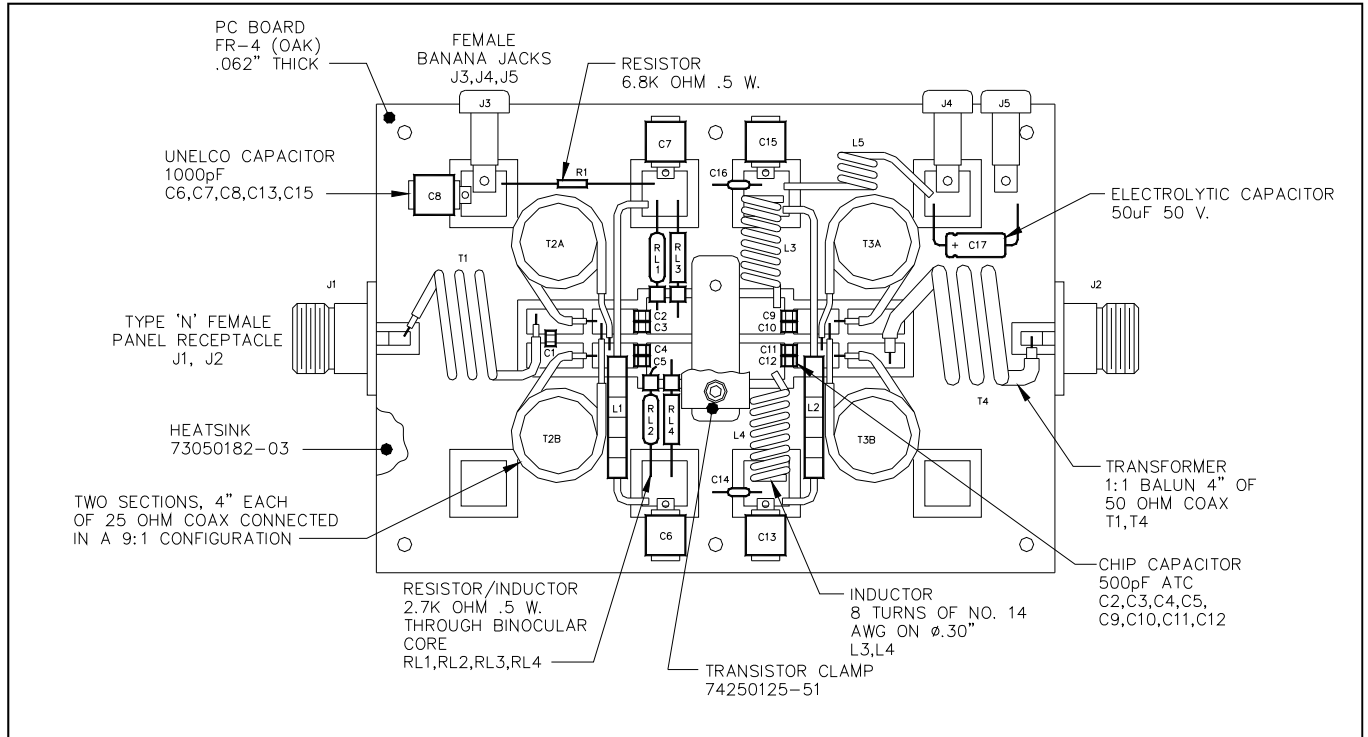 PC BOARD
FR-4 (OAK)
.062" THICK
FEMALE
BANANA JACKS
J3,J4,J5
RESISTOR
6.8K OHM .5 W.
UNELCO CAPACITOR
1000pF
C6,C7,C8,C13,C15
ELECTROLYTIC CAPACITOR
50uF 50 V.
J3
J4
J5
C7
C15
L5
C16
R1
C8
T2A
T3A
+ C17
RL1
RL3
L3
T1
J1
J2
TYPE 'N' FEMALE
PANEL RECEPTACLE
J1, J2
C2
C3
C9
C10
C1
C4
C5
C11
C12
L1
L2
RL2
RL4
L4
T4
T2B
T3B
HEATSINK
73050182-03
TRANSFORMER
1:1 BALUN 4" OF
50 OHM COAX
T1,T4
TWO SECTIONS, 4" EACH
OF 25 OHM COAX CONNECTED
IN A 9:1 CONFIGURATION
C14
C6
C13
CHIP CAPACITOR
500pF ATC
C2,C3,C4,C5,
C9,C10,C11,C12
RESISTOR/INDUCTOR
2.7K OHM .5 W.
THROUGH BINOCULAR
CORE
RL1,RL2,RL3,RL4
INDUCTOR
8 TURNS OF NO. 14
AWG ON ø.30"
L3,L4
TRANSISTOR CLAMP
74250125-51